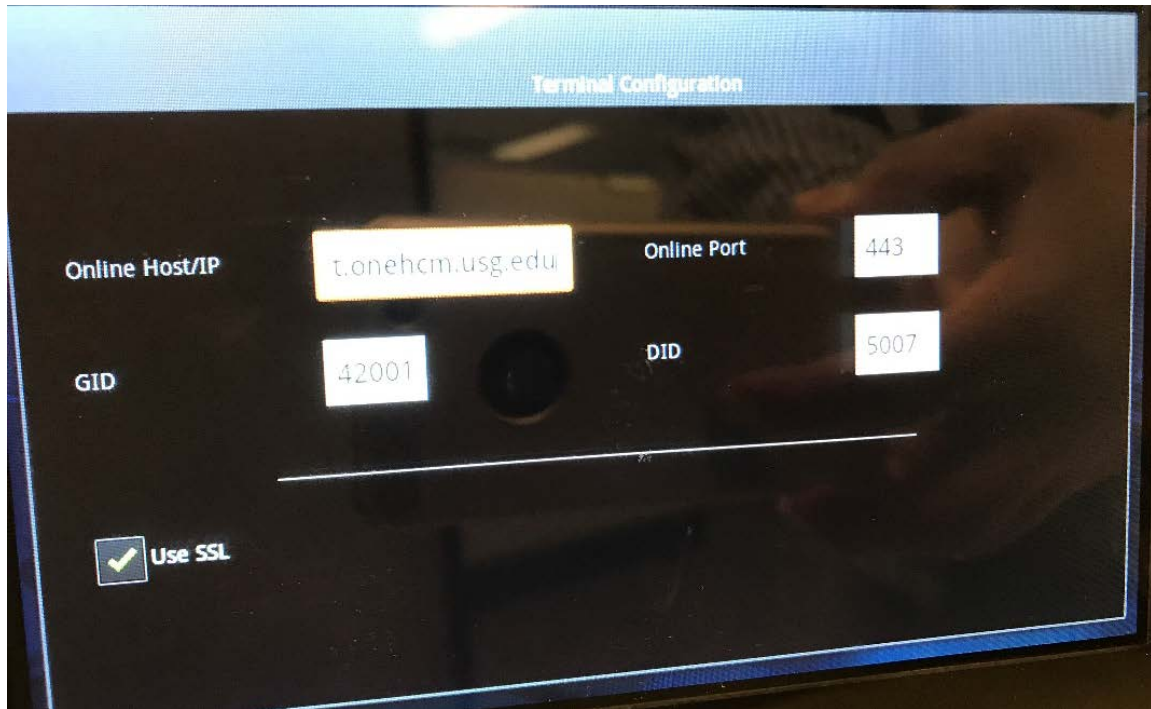 Terminal Configuration
Online Host/IP t.onehcm.usg.edu Online Port 443
GID 42001 DID 5007
Use SSL